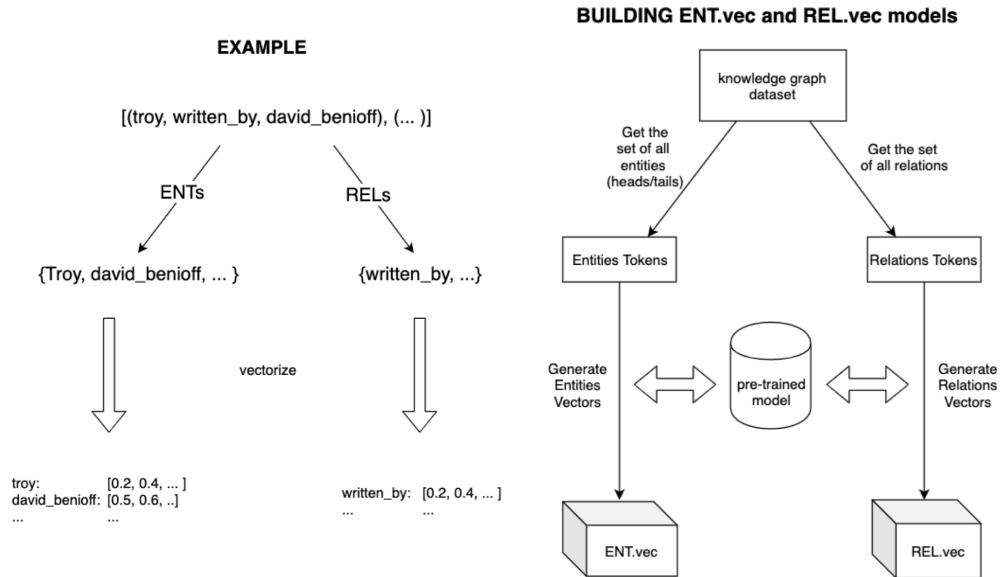 EXAMPLE
[(troy, written_by, david_benioff), (... )]
ENTs
RELs
{Troy, david_benioff, ... }
{written_by, ...}
vectorize
troy: [0.2, 0.4, ... ]
david_benioff: [0.5, 0.6, ..]
... ...
written_by: [0.2, 0.4, ... ]
... ...
BUILDING ENT.vec and REL.vec models
knowledge graph
dataset
Get the
set of all
entities
(heads/tails)
Get the set
of all relations
Entities Tokens
Relations Tokens
Generate
Entities
Vectors
pre-trained
model
Generate
Relations
Vectors
ENT.vec
REL.vec